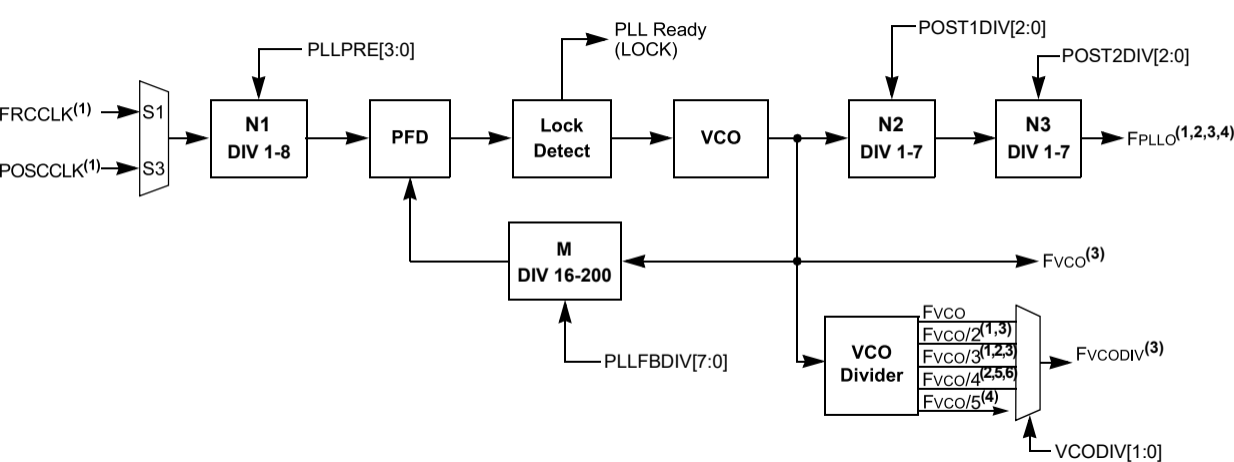 PLLPRE[3:0]
PLL Ready
(LOCK)
POST1DIV[2:0]
POST2DIV[2:0]
FRCCLK(1)
S1
POSCCLK(1)
S3
N1
DIV 1-8
PFD
Lock
Detect
VCO
N2
DIV 1-7
N3
DIV 1-7
FPLLO(1,2,3,4)
M
DIV 16-200
FVCO(3)
PLLFBDIV[7:0]
VCO
Divider
FVCO
FVCO/2(1,3)
FVCO/3(1,2,3)
FVCO/4(2,5,6)
FVCO/5(4)
FVCODIV(3)
VCODIV[1:0]